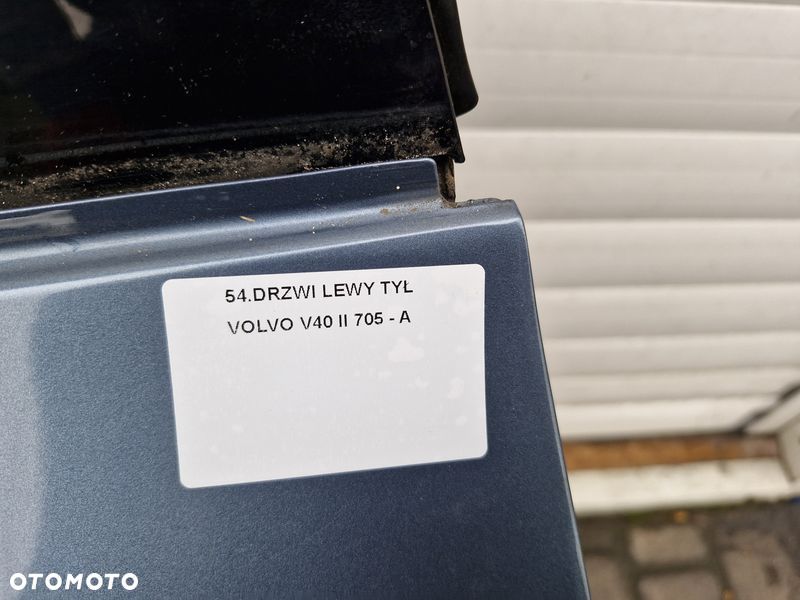 54.DRZWI LEWY TYŁ
VOLVO V40 II 705 - A
OTOMOTO